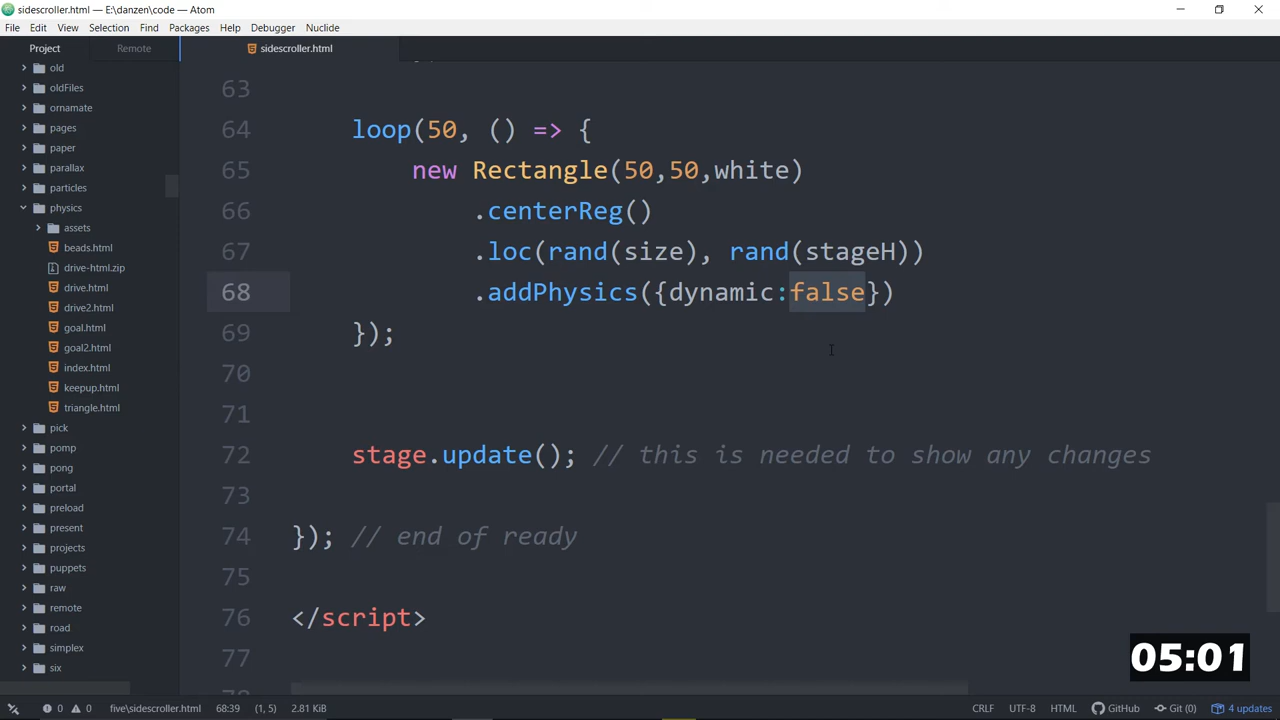 sidescroller.html — E:\danzen\code — Atom
File Edit View Selection Find Packages Help Debugger Nuclide
Project Remote
sidescroller.html
old
oldFiles
ornamate
pages
paper
parallax
particles
physics
assets
beads.html
drive-html.zip
drive.html
drive2.html
goal.html
goal2.html
index.html
keepup.html
triangle.html
pick
pomp
pong
portal
preload
present
projects
puppets
raw
remote
road
simplex
six
63
64 loop(50, () => {
65 new Rectangle(50,50,white)
66 .centerReg()
67 .loc(rand(size), rand(stageH))
68 .addPhysics({dynamic:false})
69 });
70
71
72 stage.update(); // this is needed to show any changes
73
74 }); // end of ready
75
76 </script>
77
05:01
0 0 five\sidescroller.html 68:39 (1, 5) 2.81 KiB CRLF UTF-8 HTML GitHub Git (0) 4 updates